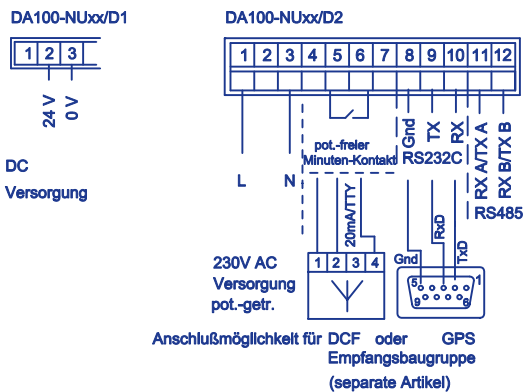 DA100-NUxx/D1
DA100-NUxx/D2
1 2 3
1 2 3 4 5 6 7 8 9 10 11 12
24 V
0 V
DC
Versorgung
L
N
pot.-freier
Minuten-Kontakt
Gnd
TX
RX
RS232C
RX A/TX A
RX B/TX B
RS485
20mA/TTY
RxD
TxD
Gnd
230V AC
Versorgung
pot.-getr.
1 2 3 4
5 1
9 6
Anschlußmöglichkeit für DCF oder GPS
Empfangsbaugruppe
(separate Artikel)